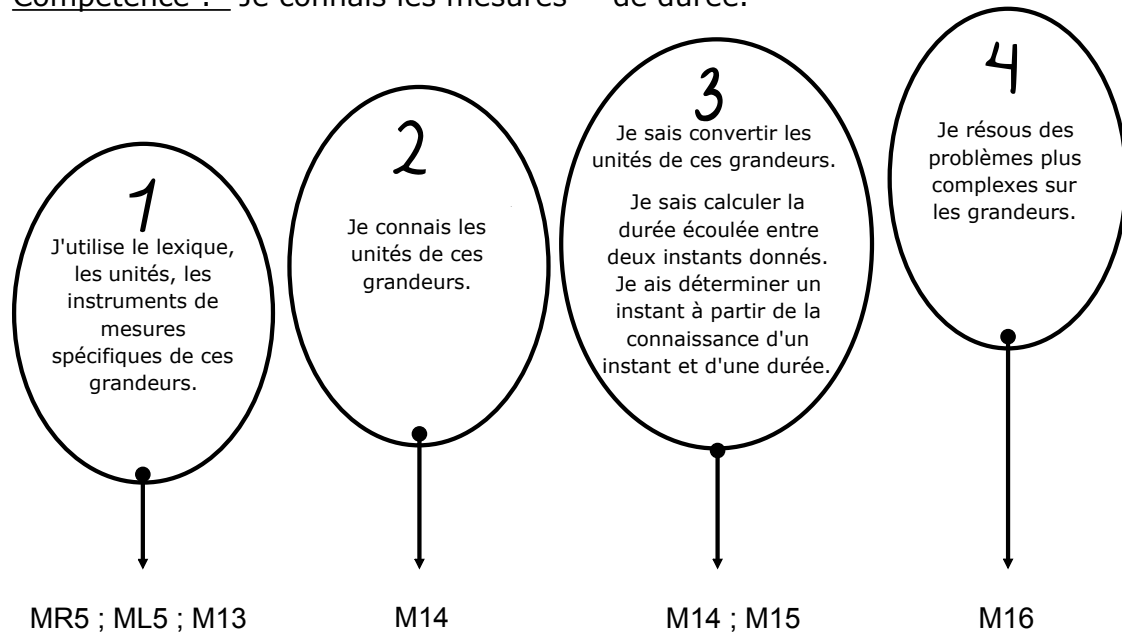 Compétence : Je connais les mesures de durée.
1
J'utilise le lexique,
les unités, les
instruments de
mesures
spécifiques de ces
grandeurs.
2
Je connais les
unités de ces
grandeurs.
3
Je sais convertir les
unités de ces grandeurs.
Je sais calculer la
durée écoulée entre
deux instants donnés.
Je ais déterminer un
instant à partir de la
connaissance d'un
instant et d'une durée.
4
Je résous des
problèmes plus
complexes sur
les grandeurs.
MR5 ; ML5 ; M13
M14
M14 ; M15
M16